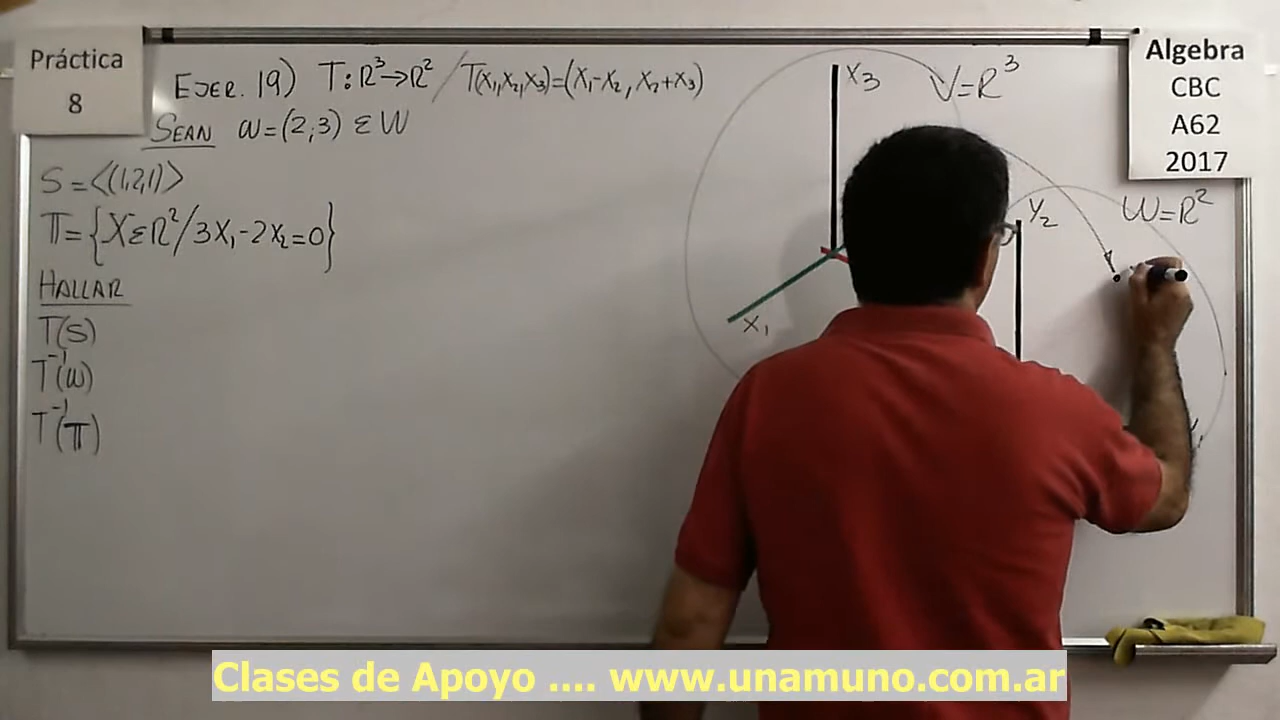 Práctica
8
EJER. 19) T: R³→R² / T(X₁,X₂,X₃)=(X₁-X₂, X₂+X₃)
SEAN ω=(2;3) ε W
S=<(1,2,1)>
Π={X ε R²/3X₁-2X₂=0}
HALLAR
T(S)
T⁻¹(ω)
T⁻¹(Π)
X₃
V=R³
X₁
Y₂
W=R²
Algebra
CBC
A62
2017
Clases de Apoyo .... www.unamuno.com.ar